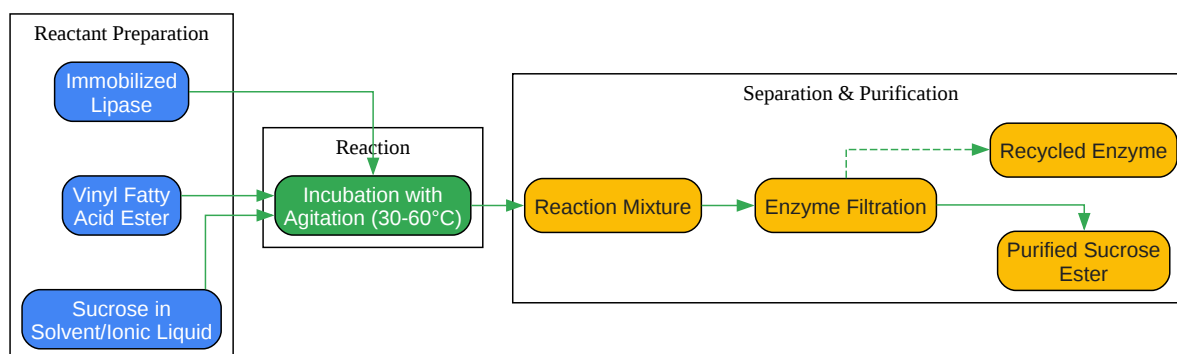 Reactant Preparation
Immobilized
Lipase
Vinyl Fatty
Acid Ester
Sucrose in
Solvent/Ionic Liquid
Reaction
Incubation with
Agitation (30-60°C)
Separation & Purification
Reaction Mixture
Enzyme Filtration
Recycled Enzyme
Purified Sucrose
Ester